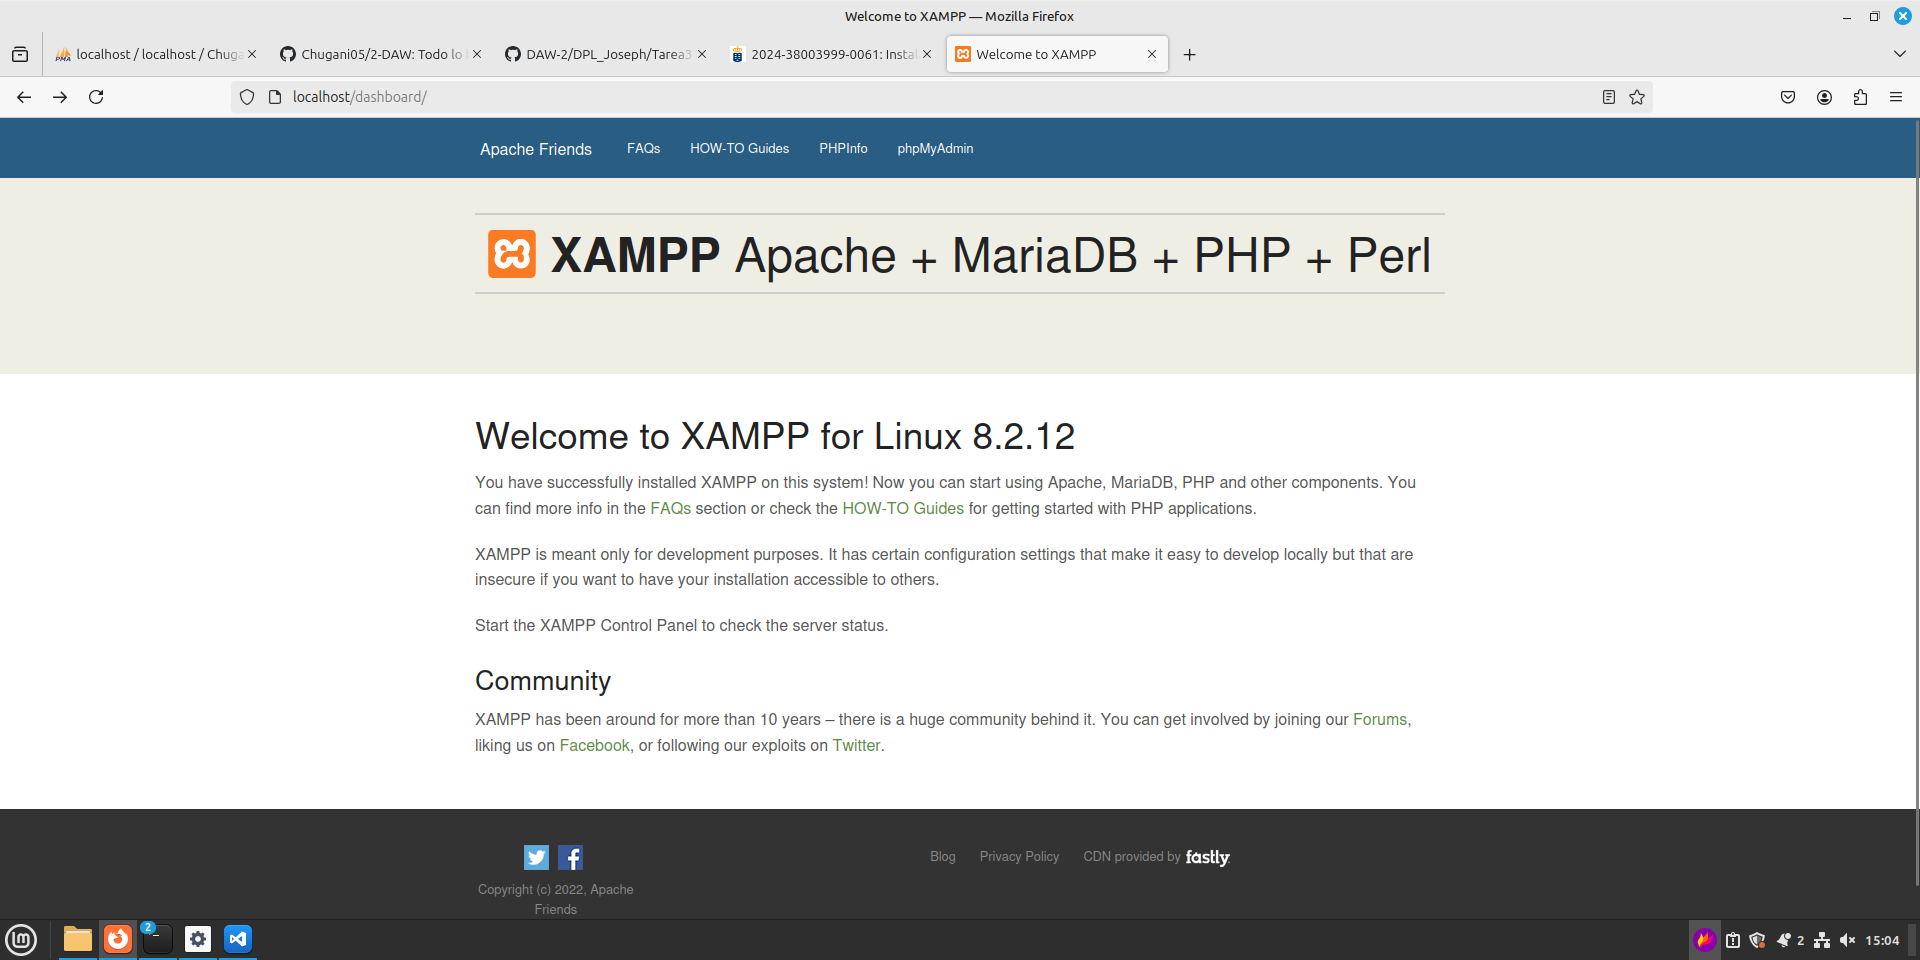 Welcome to XAMPP — Mozilla Firefox
localhost / localhost / Chuga
Chugani05/2-DAW: Todo lo
DAW-2/DPL_Joseph/Tarea3
2024-38003999-0061: Instal
Welcome to XAMPP
localhost/dashboard/
Apache Friends
FAQs
HOW-TO Guides
PHPInfo
phpMyAdmin
XAMPP Apache + MariaDB + PHP + Perl
Welcome to XAMPP for Linux 8.2.12
You have successfully installed XAMPP on this system! Now you can start using Apache, MariaDB, PHP and other components. You
can find more info in the FAQs section or check the HOW-TO Guides for getting started with PHP applications.
XAMPP is meant only for development purposes. It has certain configuration settings that make it easy to develop locally but that are
insecure if you want to have your installation accessible to others.
Start the XAMPP Control Panel to check the server status.
Community
XAMPP has been around for more than 10 years – there is a huge community behind it. You can get involved by joining our Forums,
liking us on Facebook, or following our exploits on Twitter.
Blog
Privacy Policy
CDN provided by fastly
Copyright (c) 2022, Apache
Friends
2
2
15:04